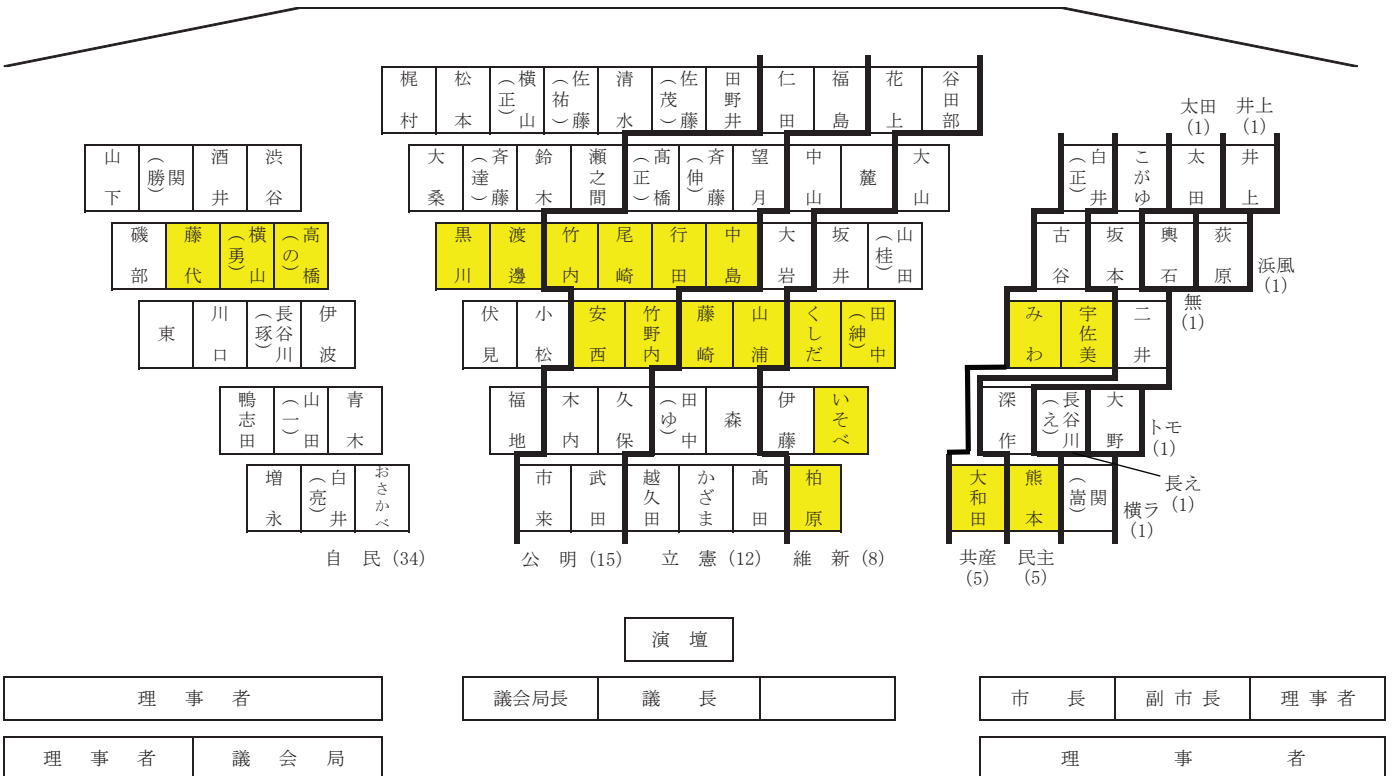 梶村 松本 横山(正) 佐藤(祐) 清水 佐藤(茂) 田野井 仁田 福島 花上 谷田部
太田(1) 井上(1)
山下 関(勝) 酒井 渋谷 大桑 斉藤(達) 鈴木 瀬之間 髙橋(正) 斉藤(伸) 望月 中山 麓 大山 白井(正) こがゆ 太田 井上
磯部 藤代 横山(勇) 高橋(の) 黒川 渡邊 竹内 尾崎 行田 中島 大岩 坂井 山田(桂) 古谷 坂本 輿石 荻原 浜風(1)
東 川口 長谷川(琢) 伊波 伏見 小松 安西 竹野内 藤崎 山浦 くしだ 田中(紳) みわ 宇佐美 二井 無(1)
鴨志田 山田(一) 青木 福地 木内 久保 田中(ゆ) 森 伊藤 いそべ 深作 長谷川(え) 大野 トモ(1)
増永 白井(亮) おさかべ 市来 武田 越久田 かざま 髙田 柏原 大和田 熊本 関(嵩) 横ラ(1) 長え(1)
自民(34) 公明(15) 立憲(12) 維新(8) 共産(5) 民主(5)
演壇
理事者 議会局長 議長 市長 副市長 理事者
理事者 議会局 理事者